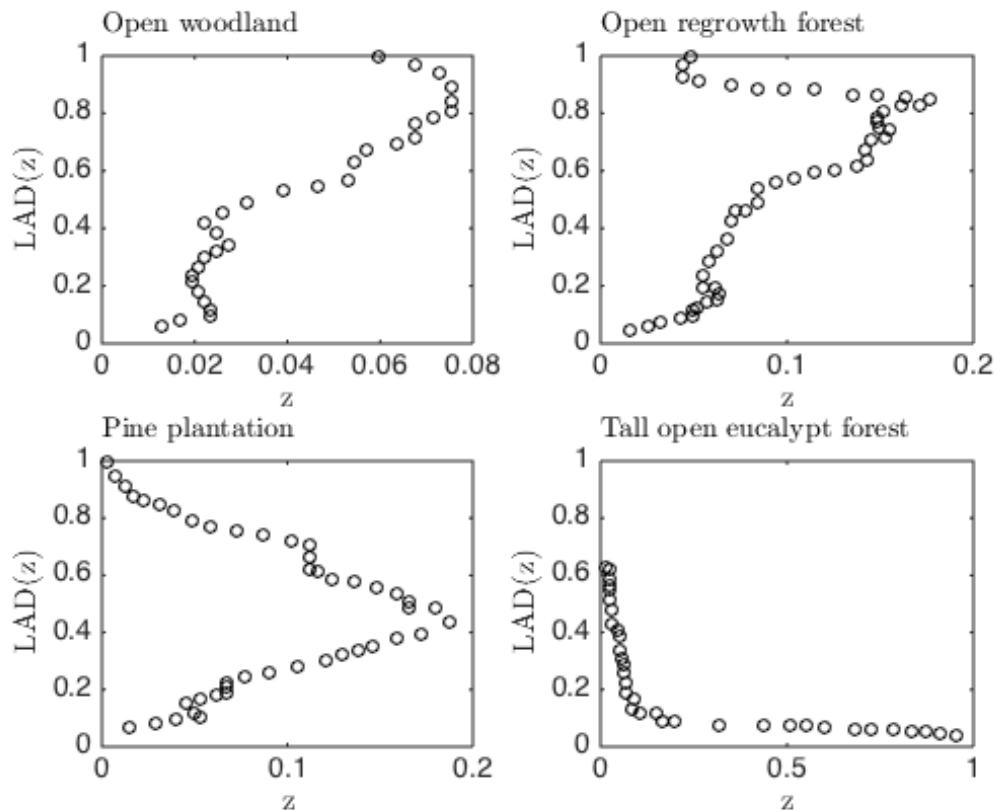 Open woodland
1
0.8
0.6
0.4
0.2
0
LAD(z)
0 0.02 0.04 0.06 0.08
z
Open regrowth forest
1
0.8
0.6
0.4
0.2
0
LAD(z)
0 0.1 0.2
z
Pine plantation
1
0.8
0.6
0.4
0.2
0
LAD(z)
0 0.1 0.2
z
Tall open eucalypt forest
1
0.8
0.6
0.4
0.2
0
LAD(z)
0 0.5 1
z